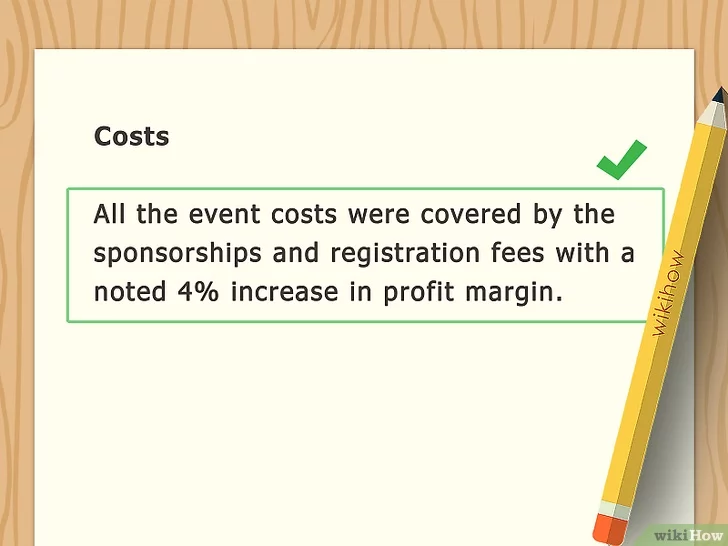 Costs
All the event costs were covered by the
sponsorships and registration fees with a
noted 4% increase in profit margin.
wikihow
wikiHow